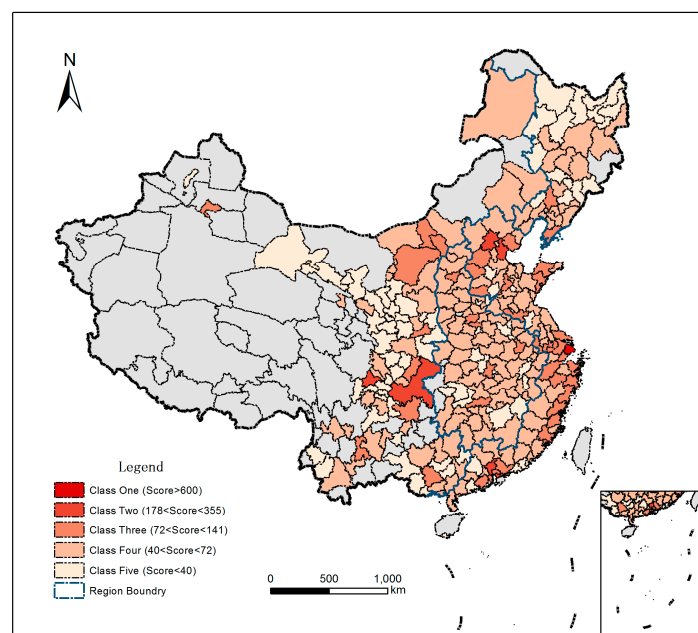 N
Legend
Class One (Score>600)
Class Two (178<Score<355)
Class Three (72<Score<141)
Class Four (40<Score<72)
Class Five (Score<40)
Region Boundry
0 500 1,000
km